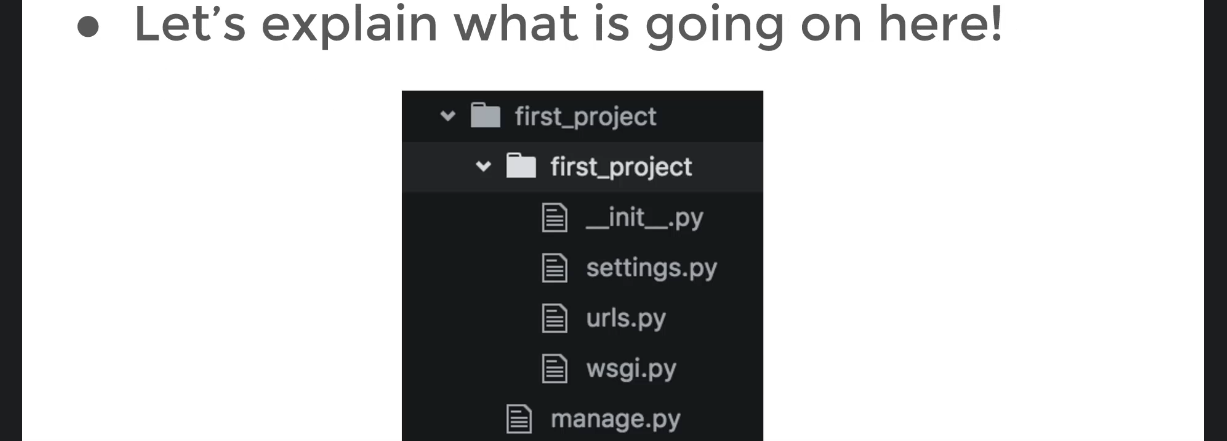 ● Let's explain what is going on here!
first_project
first_project
__init__.py
settings.py
urls.py
wsgi.py
manage.py